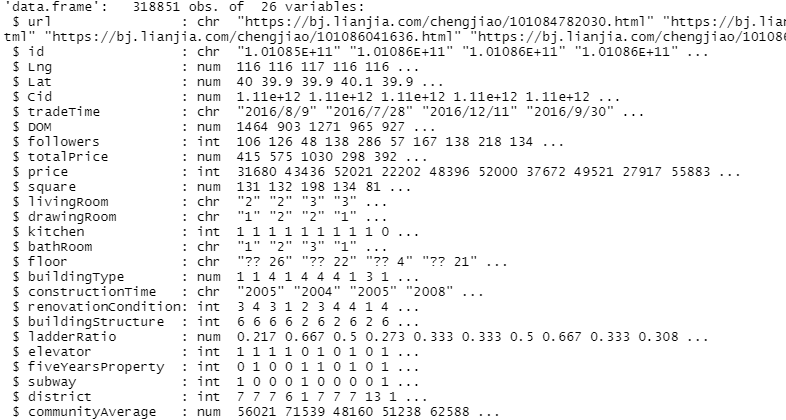 'data.frame':   318851 obs. of  26 variables:
 $ url                : chr  "https://bj.lianjia.com/chengjiao/101084782030.html" "https://bj.lian
tml" "https://bj.lianjia.com/chengjiao/101086041636.html" "https://bj.lianjia.com/chengjiao/101086
 $ id                 : chr  "1.01085E+11" "1.01086E+11" "1.01086E+11" "1.01086E+11" ...
 $ Lng                : num  116 116 117 116 116 ...
 $ Lat                : num  40 39.9 39.9 40.1 39.9 ...
 $ Cid                : num  1.11e+12 1.11e+12 1.11e+12 1.11e+12 1.11e+12 ...
 $ tradeTime          : chr  "2016/8/9" "2016/7/28" "2016/12/11" "2016/9/30" ...
 $ DOM                : num  1464 903 1271 965 927 ...
 $ followers          : int  106 126 48 138 286 57 167 138 218 134 ...
 $ totalPrice         : num  415 575 1030 298 392 ...
 $ price              : int  31680 43436 52021 22202 48396 52000 37672 49521 27917 55883 ...
 $ square             : num  131 132 198 134 81 ...
 $ livingRoom         : chr  "2" "2" "3" "3" ...
 $ drawingRoom        : chr  "1" "2" "2" "1" ...
 $ kitchen            : int  1 1 1 1 1 1 1 1 1 0 ...
 $ bathRoom           : chr  "1" "2" "3" "1" ...
 $ floor              : chr  "?? 26" "?? 22" "?? 4" "?? 21" ...
 $ buildingType       : num  1 1 4 1 4 4 4 1 3 1 ...
 $ constructionTime   : chr  "2005" "2004" "2005" "2008" ...
 $ renovationCondition: int  3 4 3 1 2 3 4 4 1 4 ...
 $ buildingStructure  : int  6 6 6 6 2 6 2 6 2 6 ...
 $ ladderRatio        : num  0.217 0.667 0.5 0.273 0.333 0.333 0.5 0.667 0.333 0.308 ...
 $ elevator           : int  1 1 1 1 0 1 0 1 0 1 ...
 $ fiveYearsProperty  : int  0 1 0 0 1 1 0 1 0 1 ...
 $ subway             : int  1 0 0 0 1 0 0 0 0 1 ...
 $ district           : int  7 7 7 6 1 7 7 7 13 1 ...
 $ communityAverage   : num  56021 71539 48160 51238 62588 ...